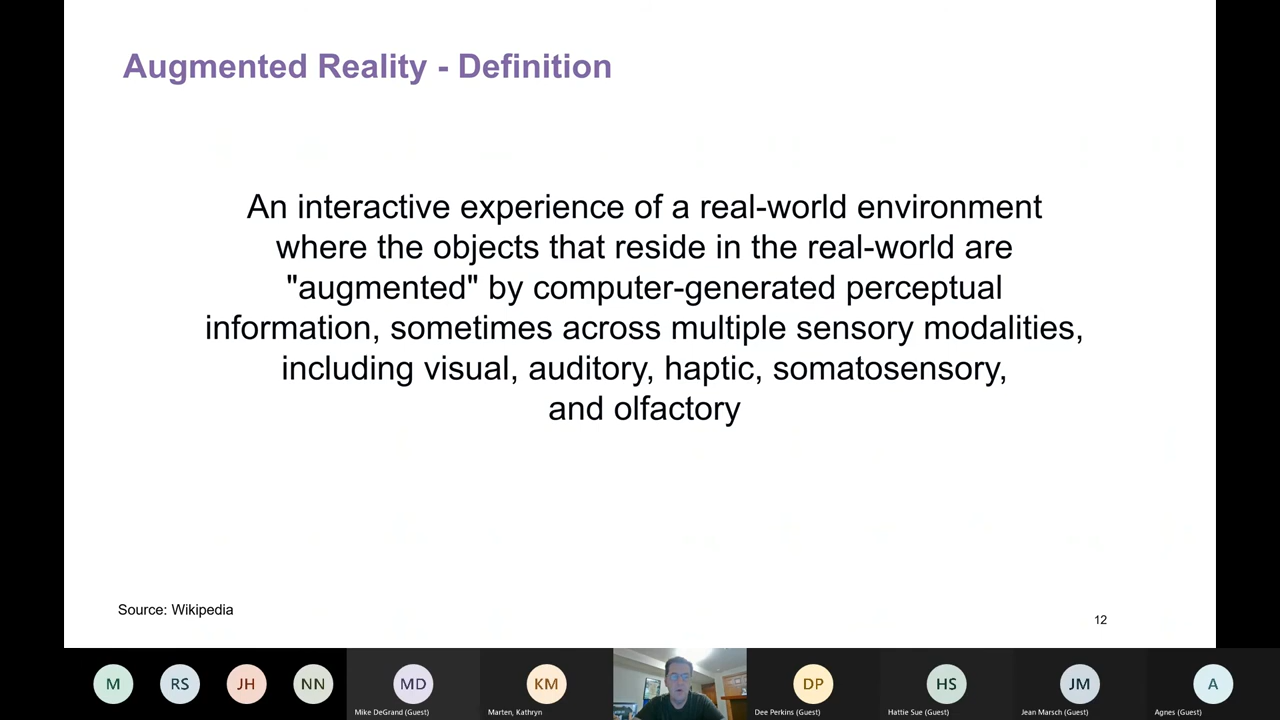 Augmented Reality - Definition
An interactive experience of a real-world environment
where the objects that reside in the real-world are
"augmented" by computer-generated perceptual
information, sometimes across multiple sensory modalities,
including visual, auditory, haptic, somatosensory,
and olfactory
Source: Wikipedia
12
M
RS
JH
NN
MD
KM
DP
HS
JM
A
Mike DeGrand (Guest)
Marten, Kathryn
Dee Perkins (Guest)
Hattie Sue (Guest)
Jean Marsch (Guest)
Agnes (Guest)